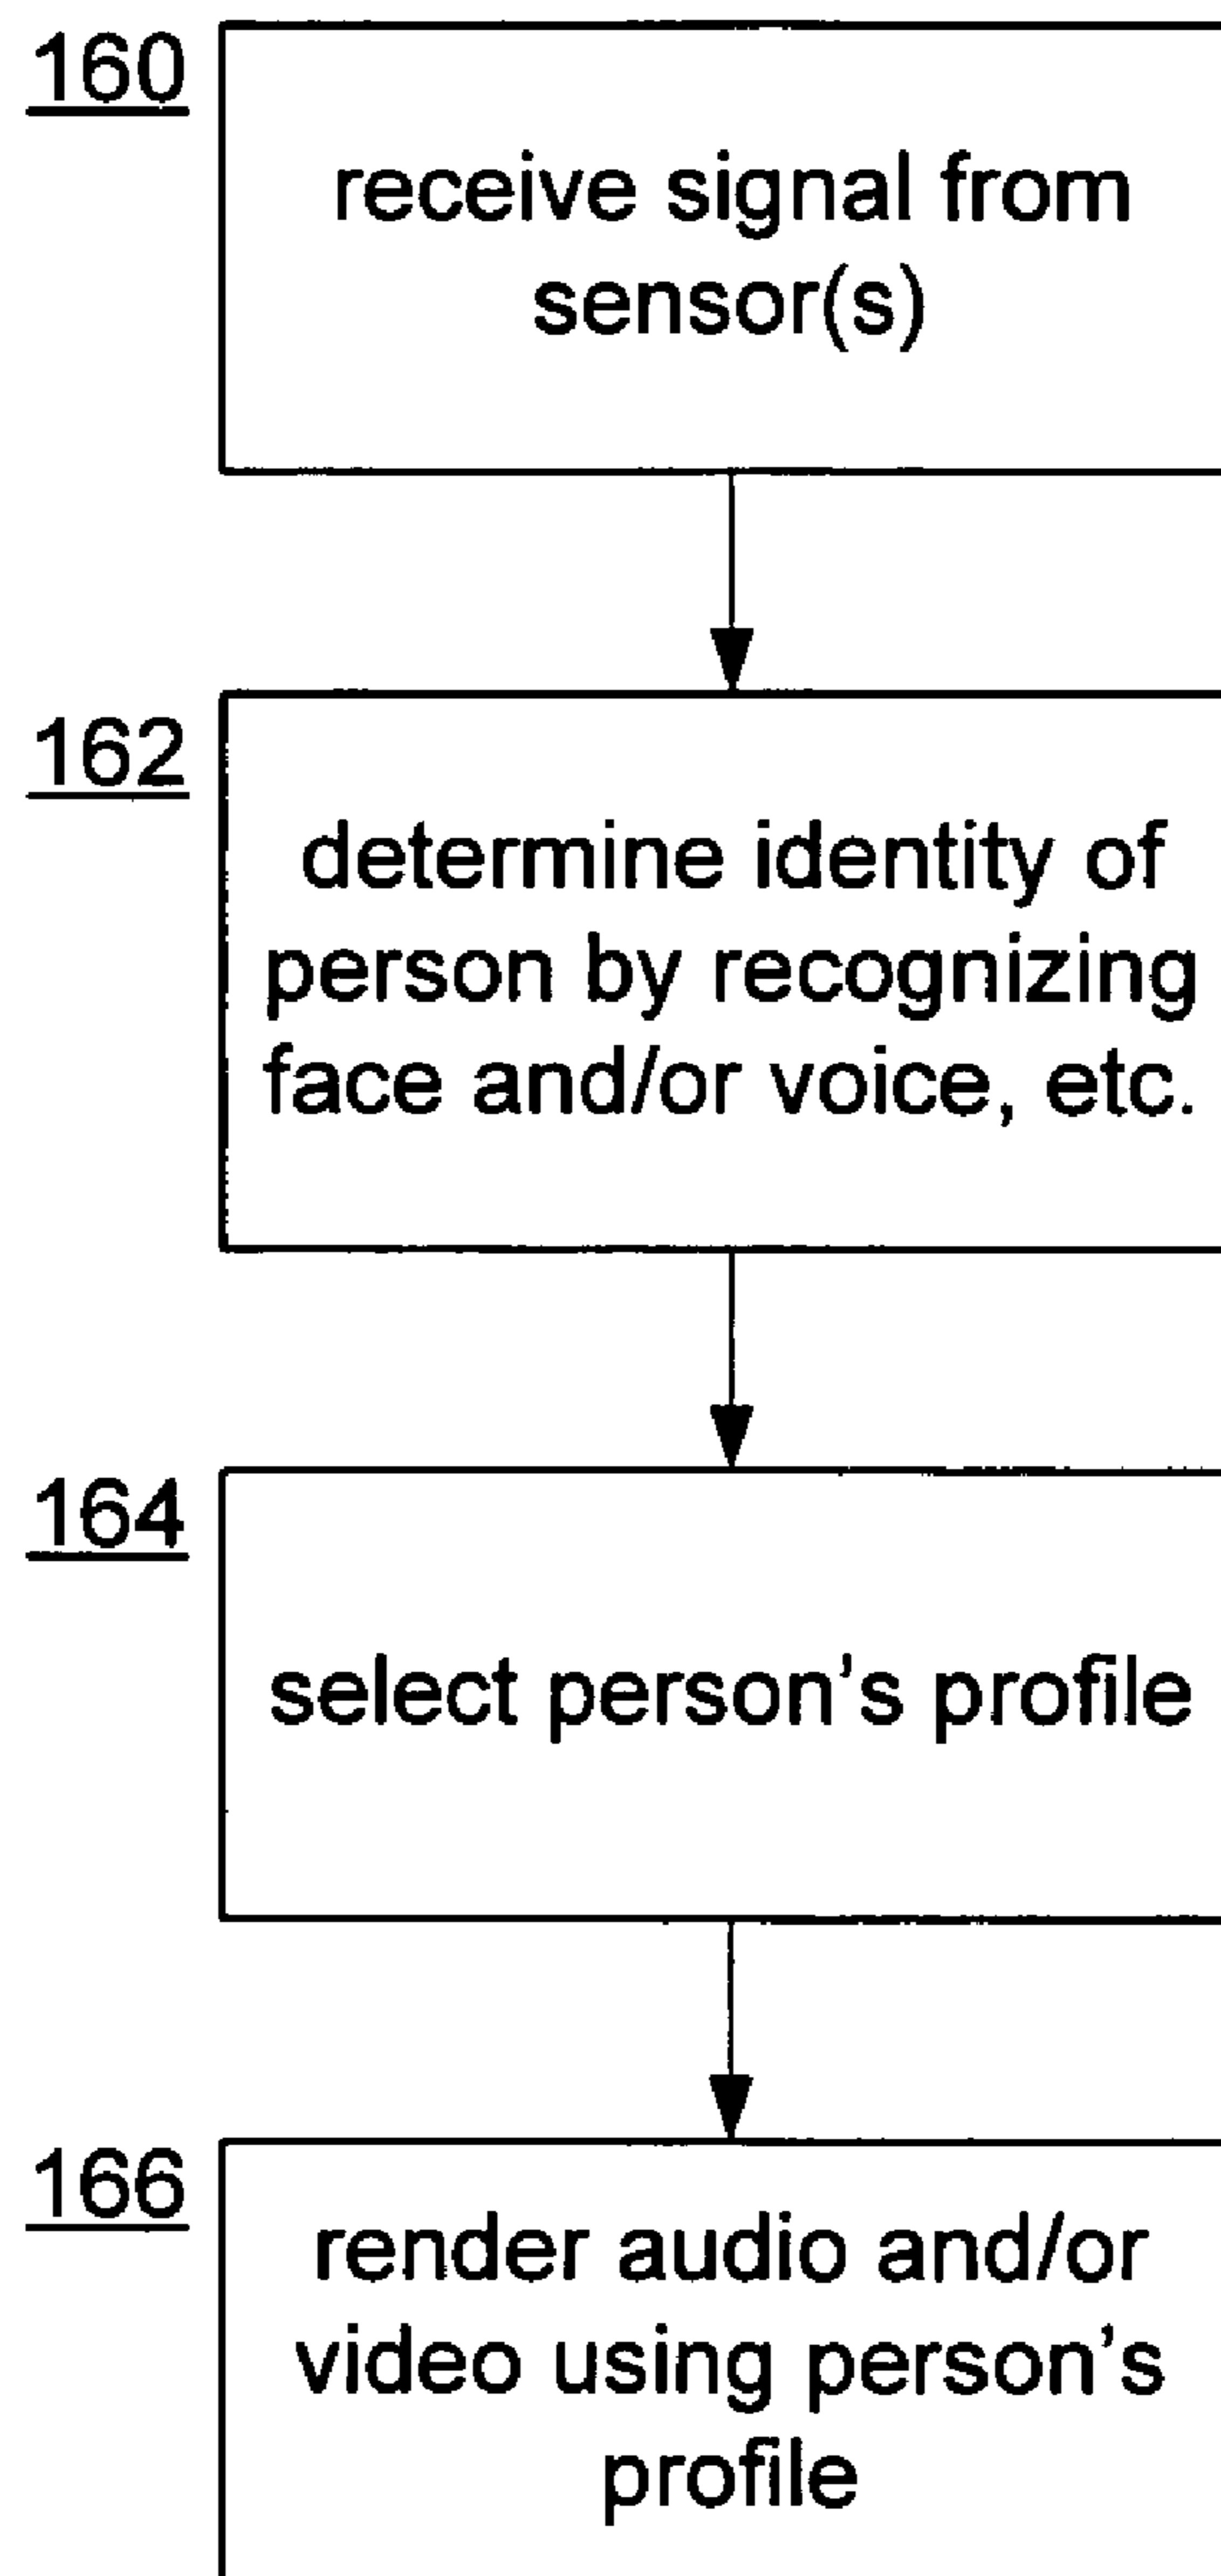 160
receive signal from
sensor(s)
162
determine identity of
person by recognizing
face and/or voice, etc.
164
select person's profile
166
render audio and/or
video using person's
profile